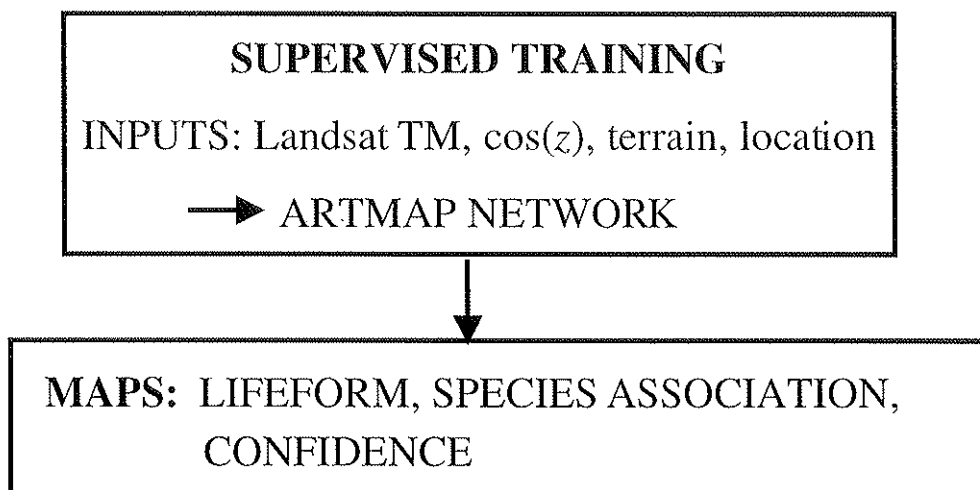 SUPERVISED TRAINING
INPUTS: Landsat TM, cos(z), terrain, location
ARTMAP NETWORK
MAPS: LIFEFORM, SPECIES ASSOCIATION,
CONFIDENCE